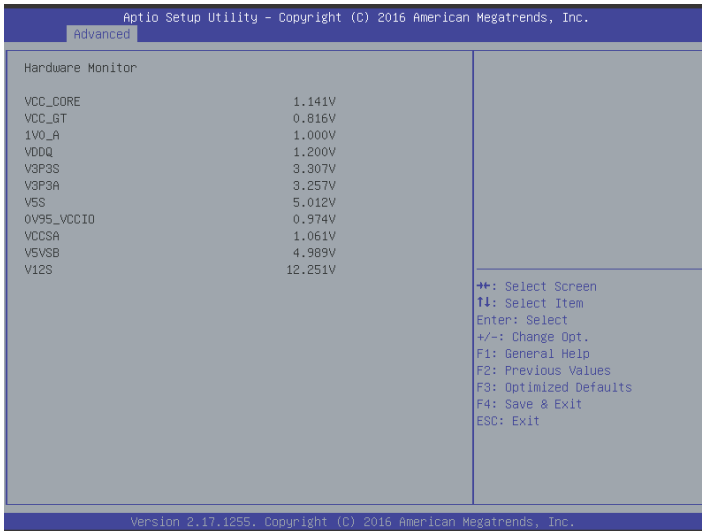 Aptio Setup Utility – Copyright (C) 2016 American Megatrends, Inc.
Advanced
Hardware Monitor
VCC_CORE 1.141V
VCC_GT 0.816V
1V0_A 1.000V
VDDQ 1.200V
V3P3S 3.307V
V3P3A 3.257V
V5S 5.012V
0V95_VCCIO 0.974V
VCCSA 1.061V
V5VSB 4.989V
V12S 12.251V
→←: Select Screen
↑↓: Select Item
Enter: Select
+/-: Change Opt.
F1: General Help
F2: Previous Values
F3: Optimized Defaults
F4: Save & Exit
ESC: Exit
Version 2.17.1255. Copyright (C) 2016 American Megatrends, Inc.